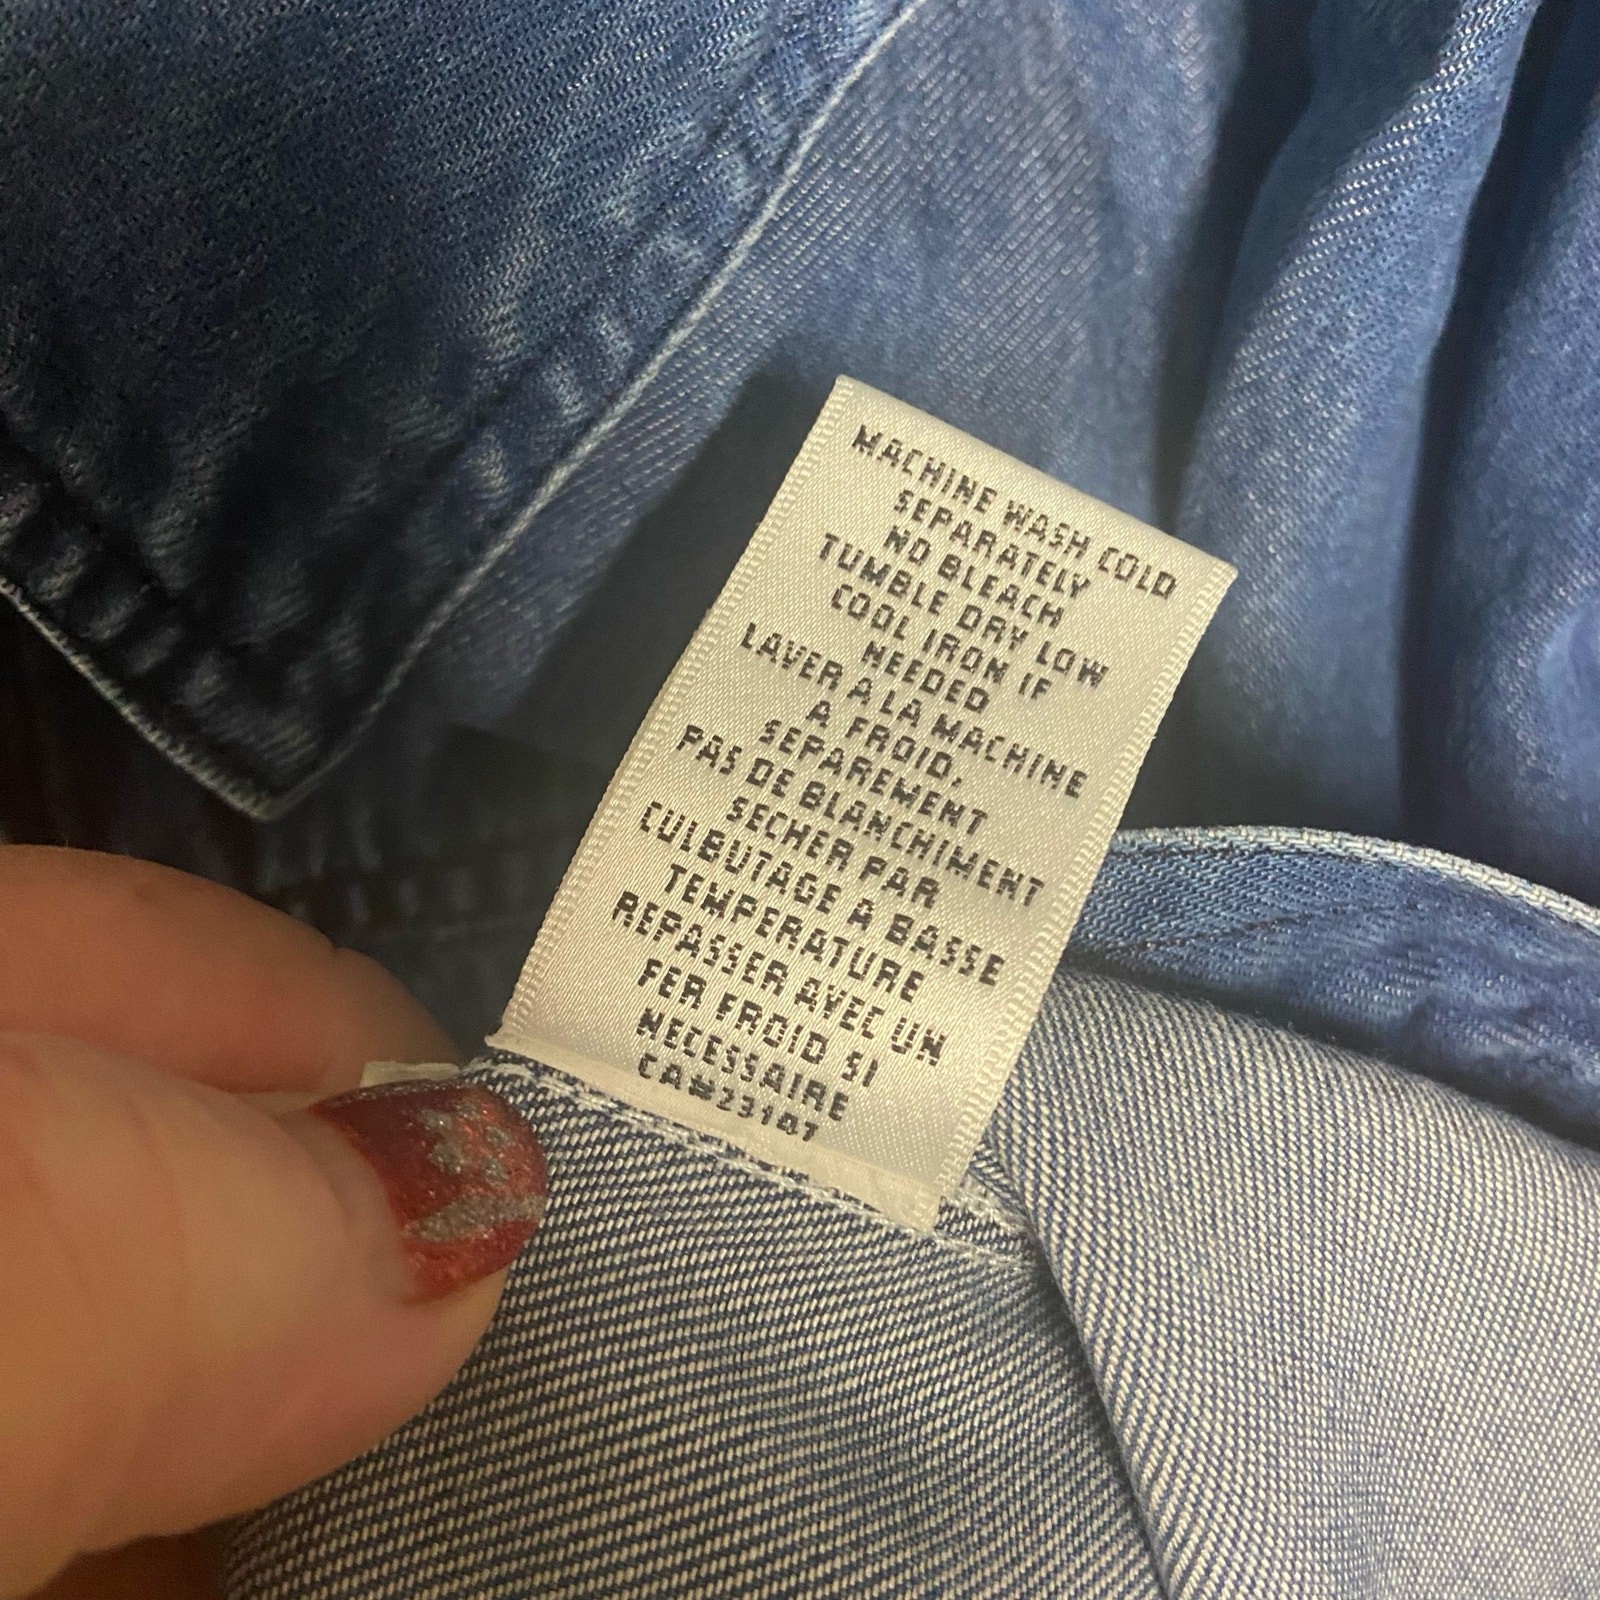 MACHINE WASH COLD
SEPARATELY
NO BLEACH
TUMBLE DRY LOW
COOL IRON IF
NEEDED
LAVER A LA MACHINE
A FROID,
SEPAREMENT
PAS DE BLANCHIMENT
SECHER PAR
CULBUTAGE A BASSE
TEMPERATURE
REPASSER AVEC UN
FER FROID SI
NECESSAIRE
CA#23107